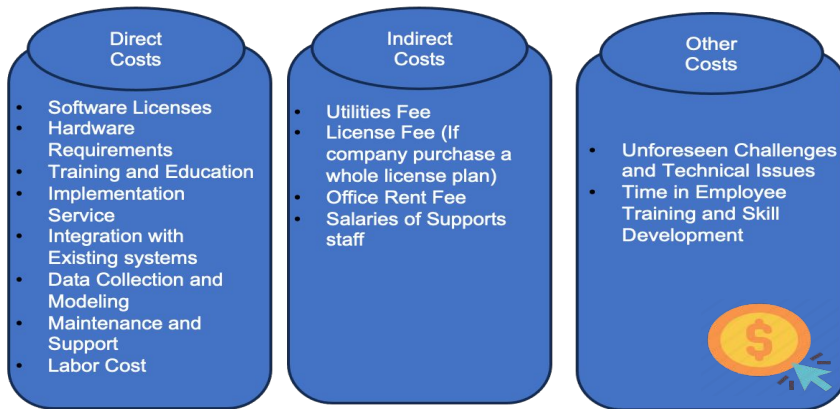 Direct
Costs
• Software Licenses
• Hardware
Requirements
• Training and Education
• Implementation
Service
• Integration with
Existing systems
• Data Collection and
Modeling
• Maintenance and
Support
• Labor Cost
Indirect
Costs
• Utilities Fee
• License Fee (If
company purchase a
whole license plan)
• Office Rent Fee
• Salaries of Supports
staff
Other
Costs
• Unforeseen Challenges
and Technical Issues
• Time in Employee
Training and Skill
Development
$